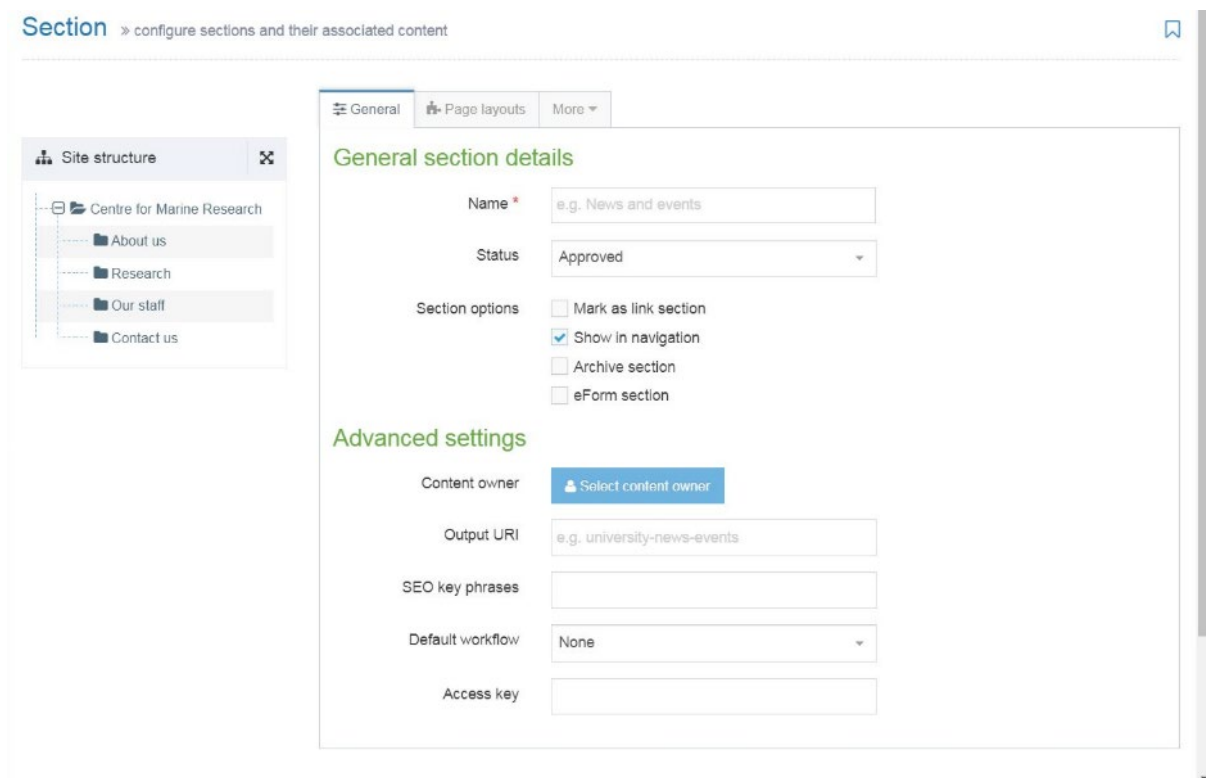 Section » configure sections and their associated content
General
Page layouts
More
Site structure
Centre for Marine Research
About us
Research
Our staff
Contact us
General section details
Name *
e.g. News and events
Status
Approved
Section options
Mark as link section
Show in navigation
Archive section
eForm section
Advanced settings
Content owner
Select content owner
Output URI
e.g. university-news-events
SEO key phrases
Default workflow
None
Access key